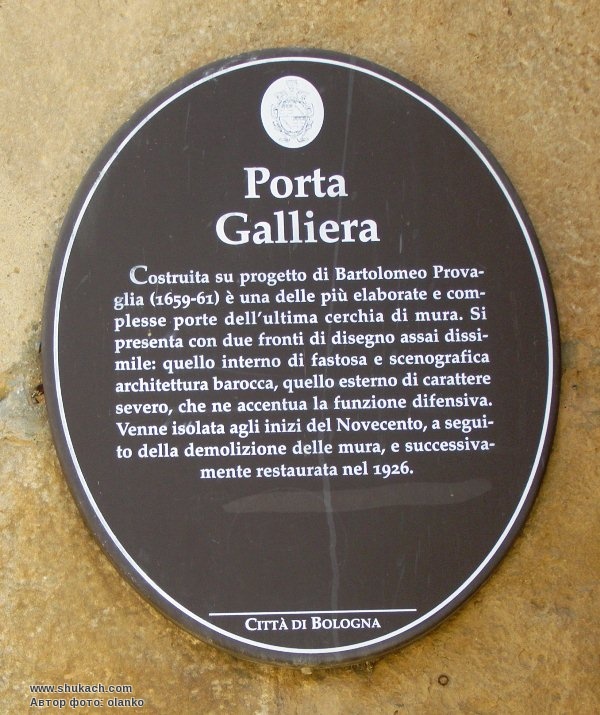 Porta
Galliera
Costruita su progetto di Bartolomeo Prova-
glia (1659-61) è una delle più elaborate e com-
plesse porte dell'ultima cerchia di mura. Si
presenta con due fronti di disegno assai dissi-
mile: quello interno di fastosa e scenografica
architettura barocca, quello esterno di carattere
severo, che ne accentua la funzione difensiva.
Venne isolata agli inizi del Novecento, a segui-
to della demolizione delle mura, e successiva-
mente restaurata nel 1926.
CITTÀ DI BOLOGNA
www.shukach.com
Автор фото: olanko